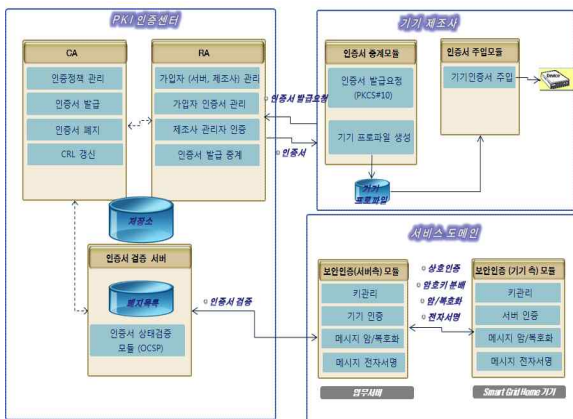 PKI 인증센터
CA
인증정책 관리
인증서 발급
인증서 폐지
CRL 갱신
RA
가입자 (서버, 제조사) 관리
가입자 인증서 관리
제조사 관리자 인증
인증서 발급 중계
저장소
인증서 검증 서버
폐지목록
인증서 상태검증
모듈 (OCSP)
인증서 발급요청
인증서
인증서 검증
기기 제조사
인증서 중계모듈
인증서 발급요청
(PKCS#10)
기기 프로파일 생성
기기
프로파일
인증서 주입모듈
기기인증서 주입
Device
서비스 도메인
보안인증(서버측) 모듈
키관리
기기 인증
메시지 암/복호화
메시지 전자서명
업무서버
상호인증
암호키 분배
암/복호화
전자서명
보안인증 (기기 측) 모듈
키관리
서버 인증
메시지 암/복호화
메시지 전자서명
Smart Grid Home 기기